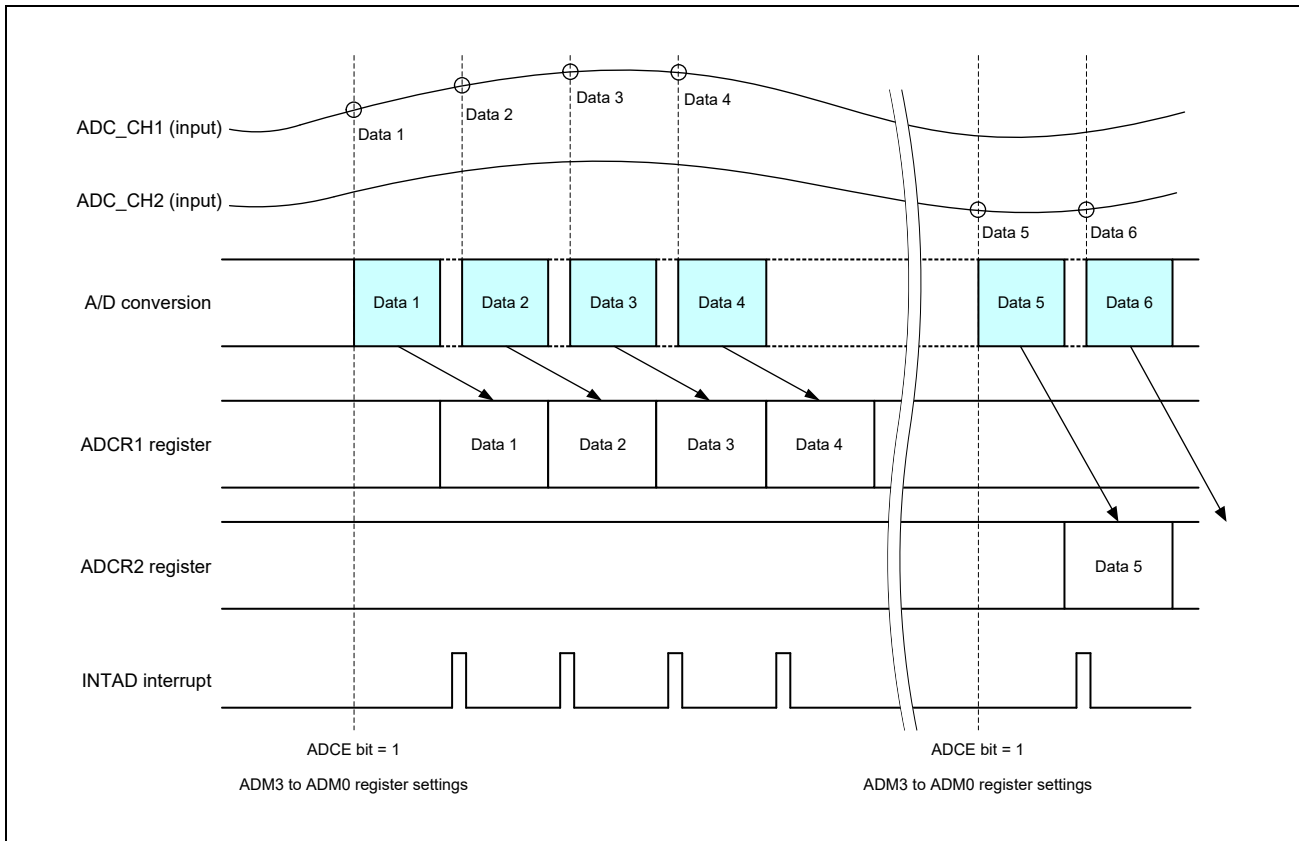 ADC_CH1 (input)
Data 1
Data 2
Data 3
Data 4
ADC_CH2 (input)
Data 5
Data 6
A/D conversion
Data 1
Data 2
Data 3
Data 4
Data 5
Data 6
ADCR1 register
Data 1
Data 2
Data 3
Data 4
ADCR2 register
Data 5
INTAD interrupt
ADCE bit = 1
ADM3 to ADM0 register settings
ADCE bit = 1
ADM3 to ADM0 register settings